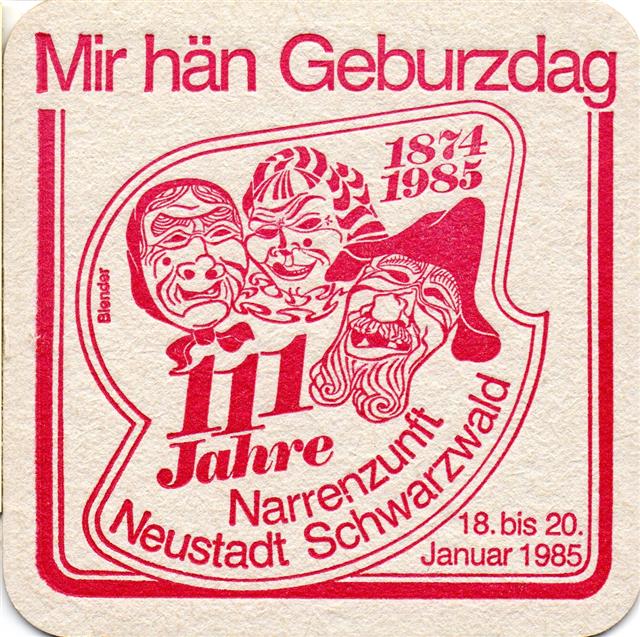 Mir hän Geburzdag
1874
1985
Blender
111
Jahre
Narrenzunft
Neustadt Schwarzwald
18. bis 20.
Januar 1985